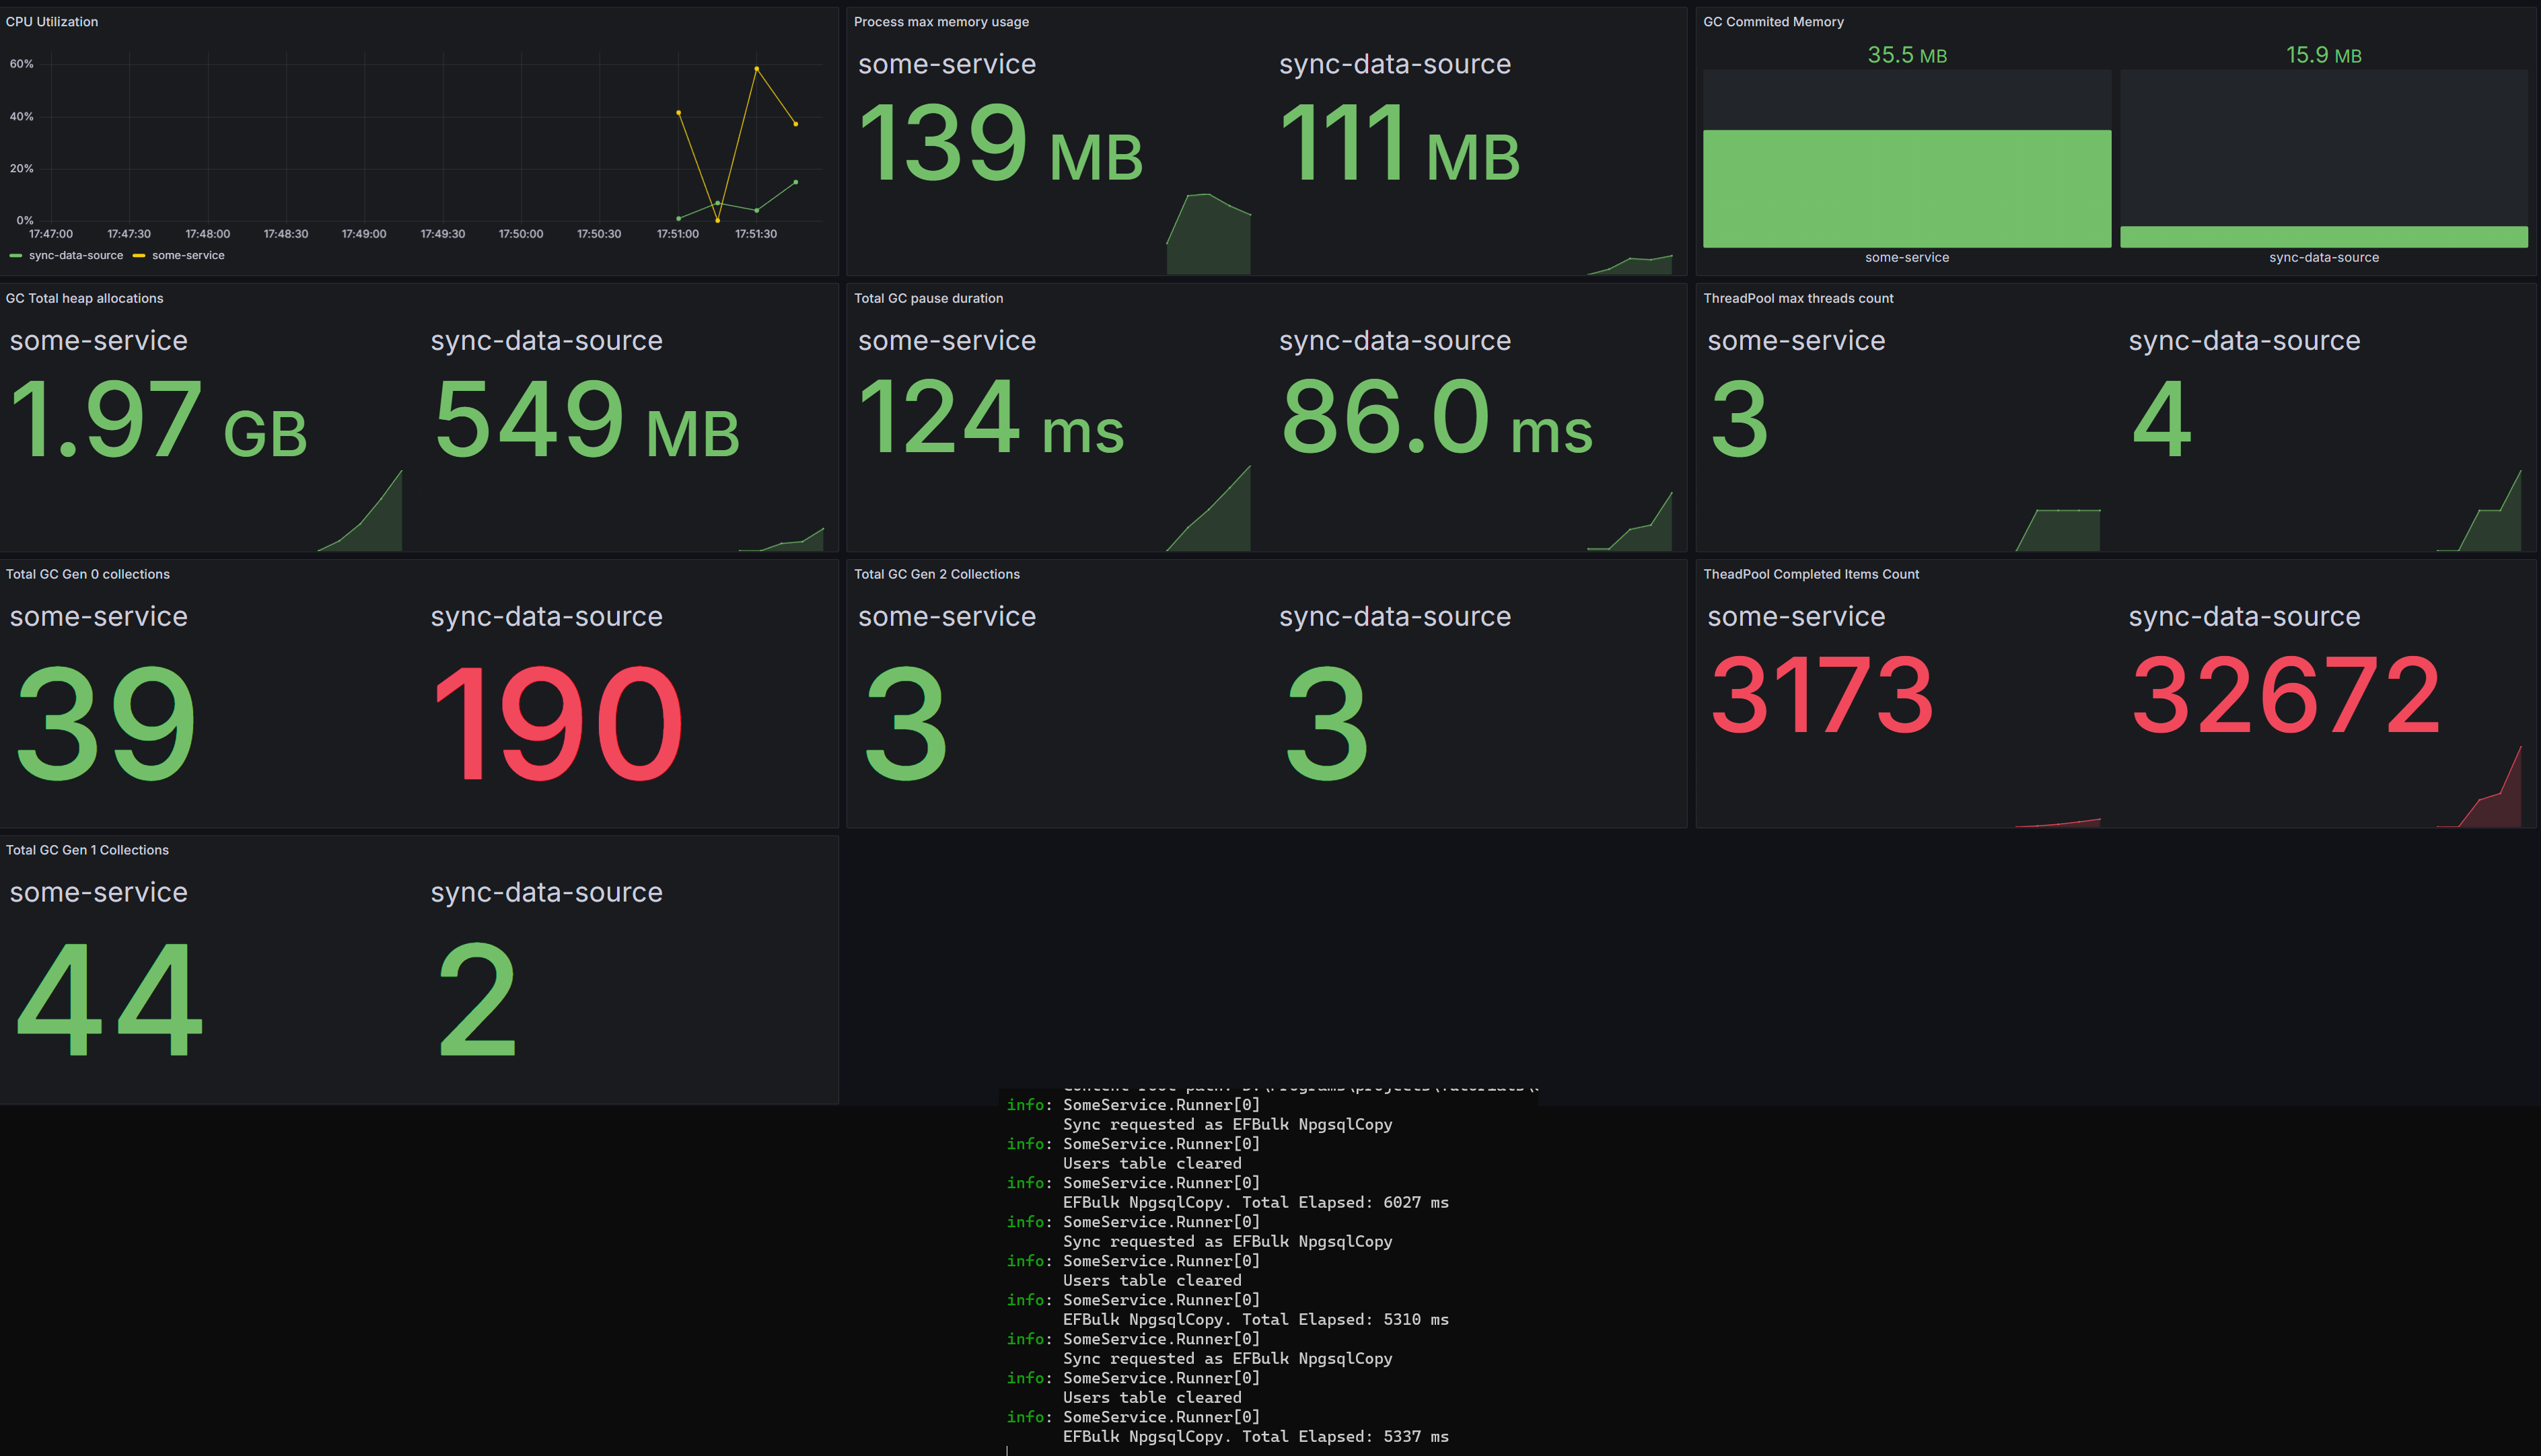 CPU Utilization
60%
40%
20%
0%
17:47:00 17:47:30 17:48:00 17:48:30 17:49:00 17:49:30 17:50:00 17:50:30 17:51:00 17:51:30
sync-data-source some-service
Process max memory usage
some-service sync-data-source
139 MB 111 MB
GC Commited Memory
35.5 MB 15.9 MB
some-service sync-data-source
GC Total heap allocations
some-service sync-data-source
1.97 GB 549 MB
Total GC pause duration
some-service sync-data-source
124 ms 86.0 ms
ThreadPool max threads count
some-service sync-data-source
3 4
Total GC Gen 0 collections
some-service sync-data-source
39 190
Total GC Gen 2 Collections
some-service sync-data-source
3 3
TheadPool Completed Items Count
some-service sync-data-source
3173 32672
Total GC Gen 1 Collections
some-service sync-data-source
44 2
info: SomeService.Runner[0]
Sync requested as EFBulk NpgsqlCopy
info: SomeService.Runner[0]
Users table cleared
info: SomeService.Runner[0]
EFBulk NpgsqlCopy. Total Elapsed: 6027 ms
info: SomeService.Runner[0]
Sync requested as EFBulk NpgsqlCopy
info: SomeService.Runner[0]
Users table cleared
info: SomeService.Runner[0]
EFBulk NpgsqlCopy. Total Elapsed: 5310 ms
info: SomeService.Runner[0]
Sync requested as EFBulk NpgsqlCopy
info: SomeService.Runner[0]
Users table cleared
info: SomeService.Runner[0]
EFBulk NpgsqlCopy. Total Elapsed: 5337 ms